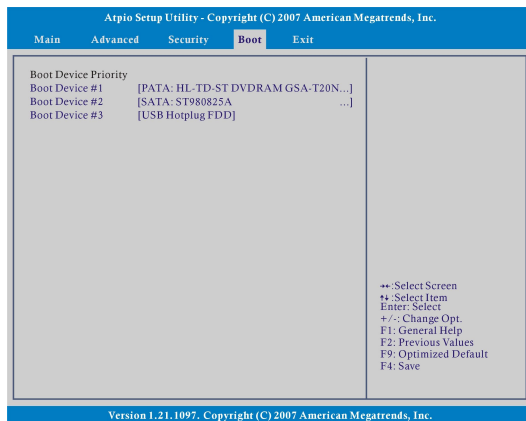 Atpio Setup Utility - Copyright (C) 2007 American Megatrends, Inc.
Main Advanced Security Boot Exit
Boot Device Priority
Boot Device #1 [PATA: HL-TD-ST DVDRAM GSA-T20N...]
Boot Device #2 [SATA: ST980825A ...]
Boot Device #3 [USB Hotplug FDD]
→←:Select Screen
↑↓:Select Item
Enter: Select
+/-: Change Opt.
F1: General Help
F2: Previous Values
F9: Optimized Default
F4: Save
Version 1.21.1097. Copyright (C) 2007 American Megatrends, Inc.